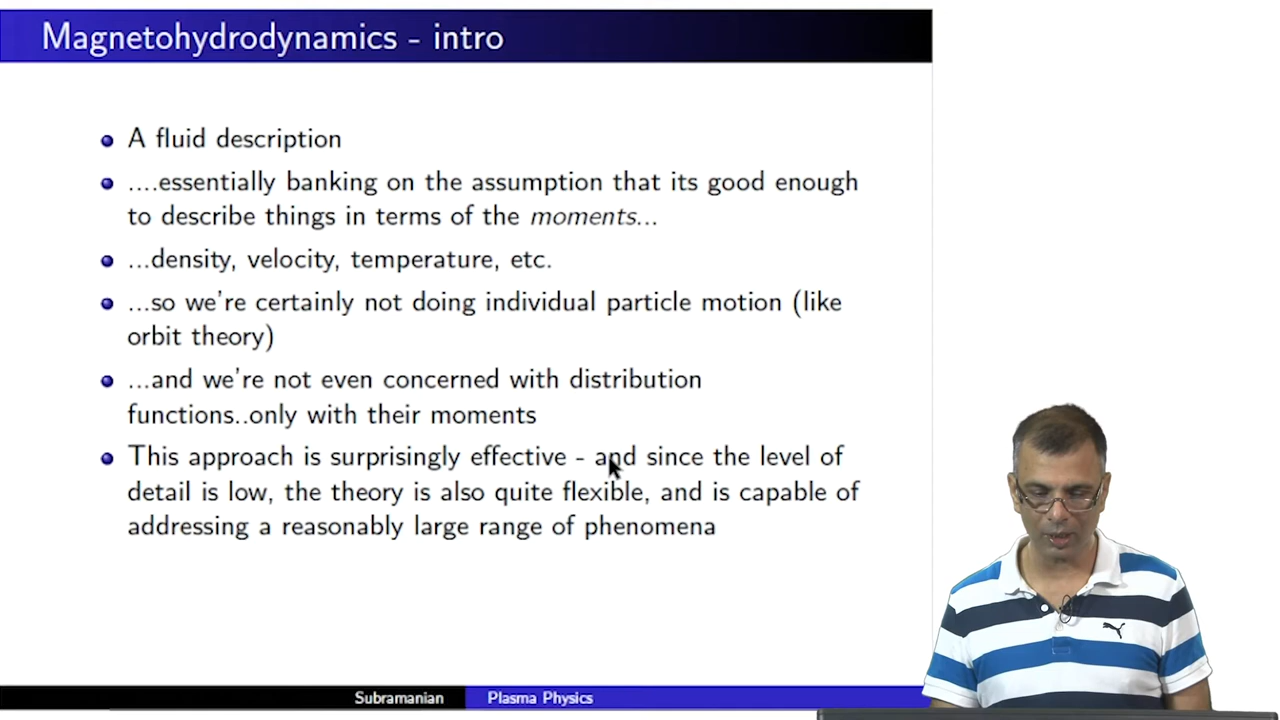 Magnetohydrodynamics - intro
A fluid description
....essentially banking on the assumption that its good enough
to describe things in terms of the moments...
...density, velocity, temperature, etc.
...so we're certainly not doing individual particle motion (like
orbit theory)
...and we're not even concerned with distribution
functions..only with their moments
This approach is surprisingly effective - and since the level of
detail is low, the theory is also quite flexible, and is capable of
addressing a reasonably large range of phenomena
Subramanian Plasma Physics